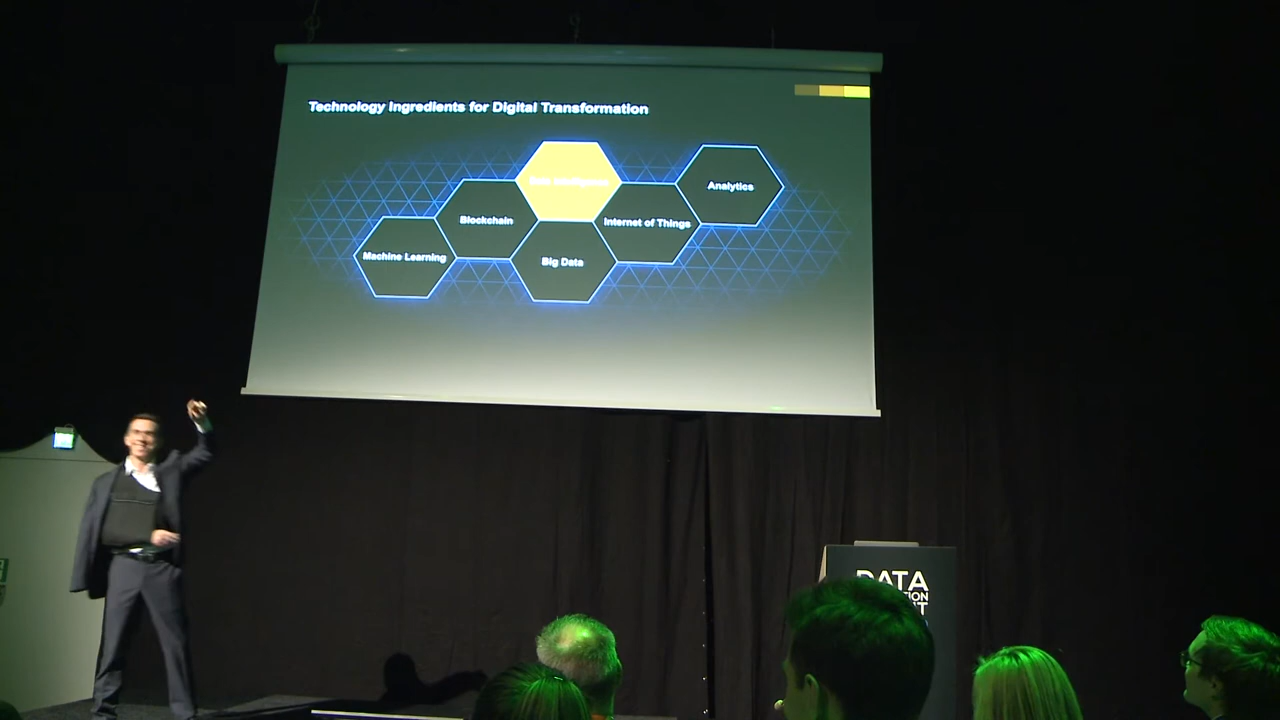 Technology Ingredients for Digital Transformation
Analytics
Blockchain
Internet of Things
Machine Learning
Big Data
DATA